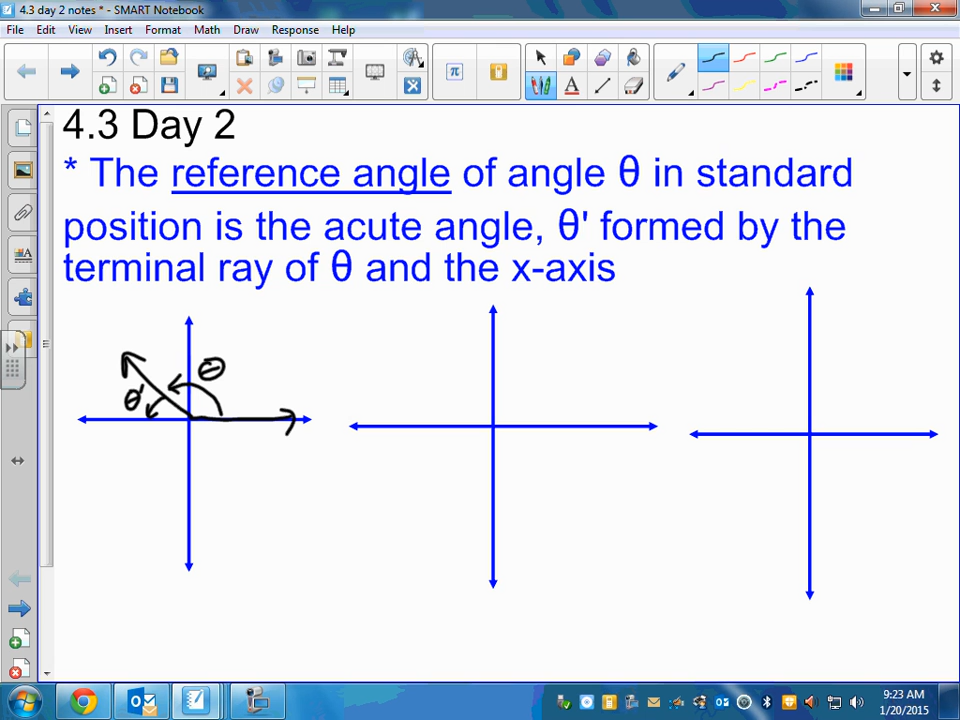 4.3 day 2 notes * - SMART Notebook
File Edit View Insert Format Math Draw Response Help
4.3 Day 2
* The reference angle of angle θ in standard
position is the acute angle, θ' formed by the
terminal ray of θ and the x-axis
θ
θ'
9:23 AM
1/20/2015